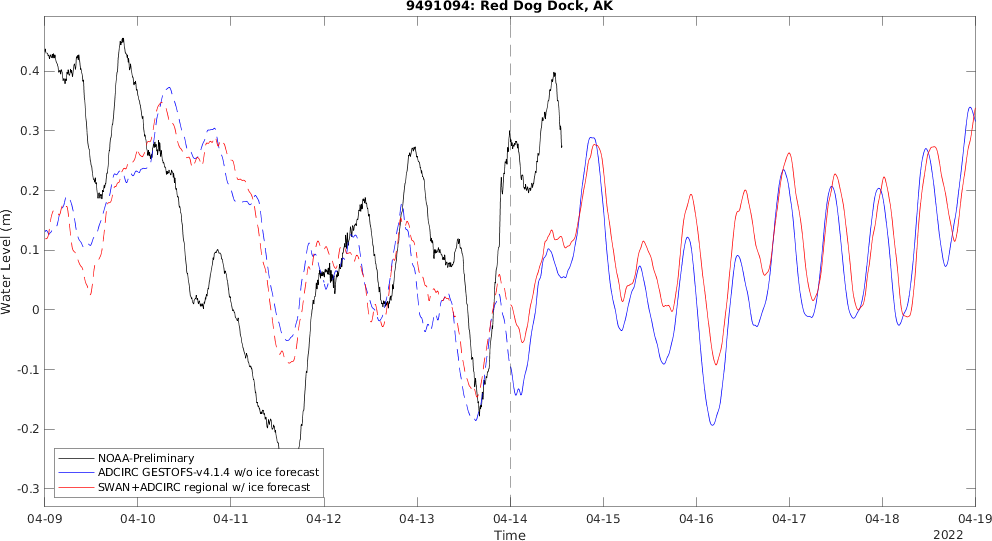 9491094: Red Dog Dock, AK
Water Level (m)
0.4
0.3
0.2
0.1
0
-0.1
-0.2
-0.3
NOAA-Preliminary
ADCIRC GESTOFS-v4.1.4 w/o ice forecast
SWAN+ADCIRC regional w/ ice forecast
04-09 04-10 04-11 04-12 04-13 04-14 04-15 04-16 04-17 04-18 04-19
Time
2022